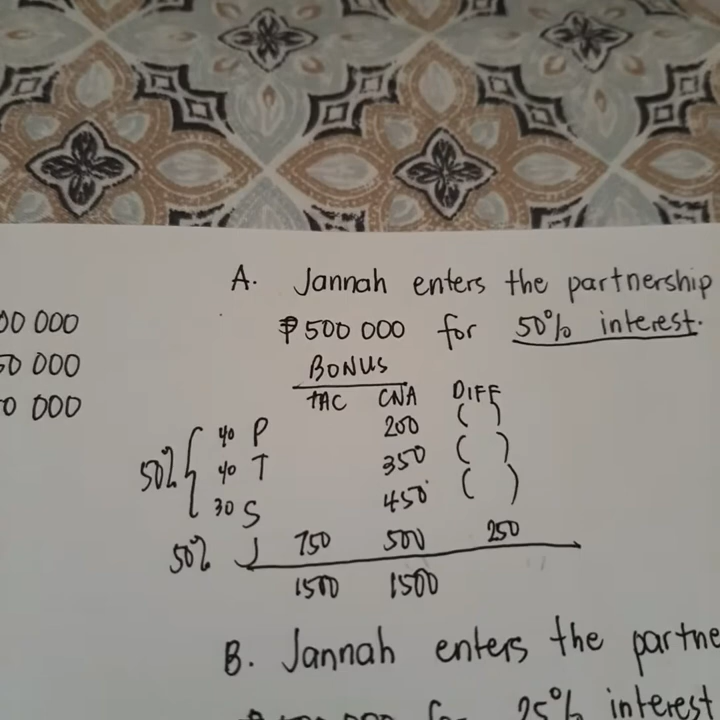 A. Jannah enters the partnership
00 000
₱500 000 for 50% interest.
50 000
BONUS
0 000
TAC CNA DIFF
40 P 200 ( )
50% { 40 T 350 ( )
30 S 450 ( )
50% J 750 500 250
1500 1500
B. Jannah enters the partne
25% interest